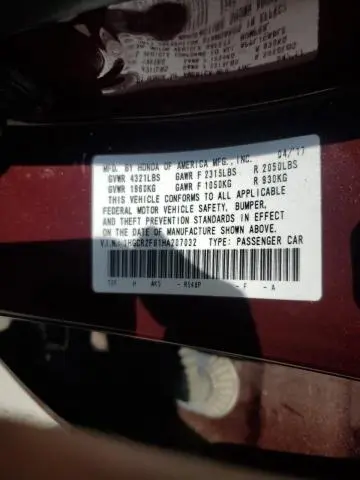 MFD. BY HONDA OF AMERICA MFG., INC. 04/17
GVWR 4321LBS GAWR F 2315LBS R 2050LBS
GVWR 1960KG GAWR F 1050KG R 930KG
THIS VEHICLE CONFORMS TO ALL APPLICABLE
FEDERAL MOTOR VEHICLE SAFETY, BUMPER,
AND THEFT PREVENTION STANDARDS IN EFFECT
ON THE DATE OF MANUFACTURE SHOWN ABOVE.
V.I.N.: TYPE: PASSENGER CAR
H AKS R548P F A